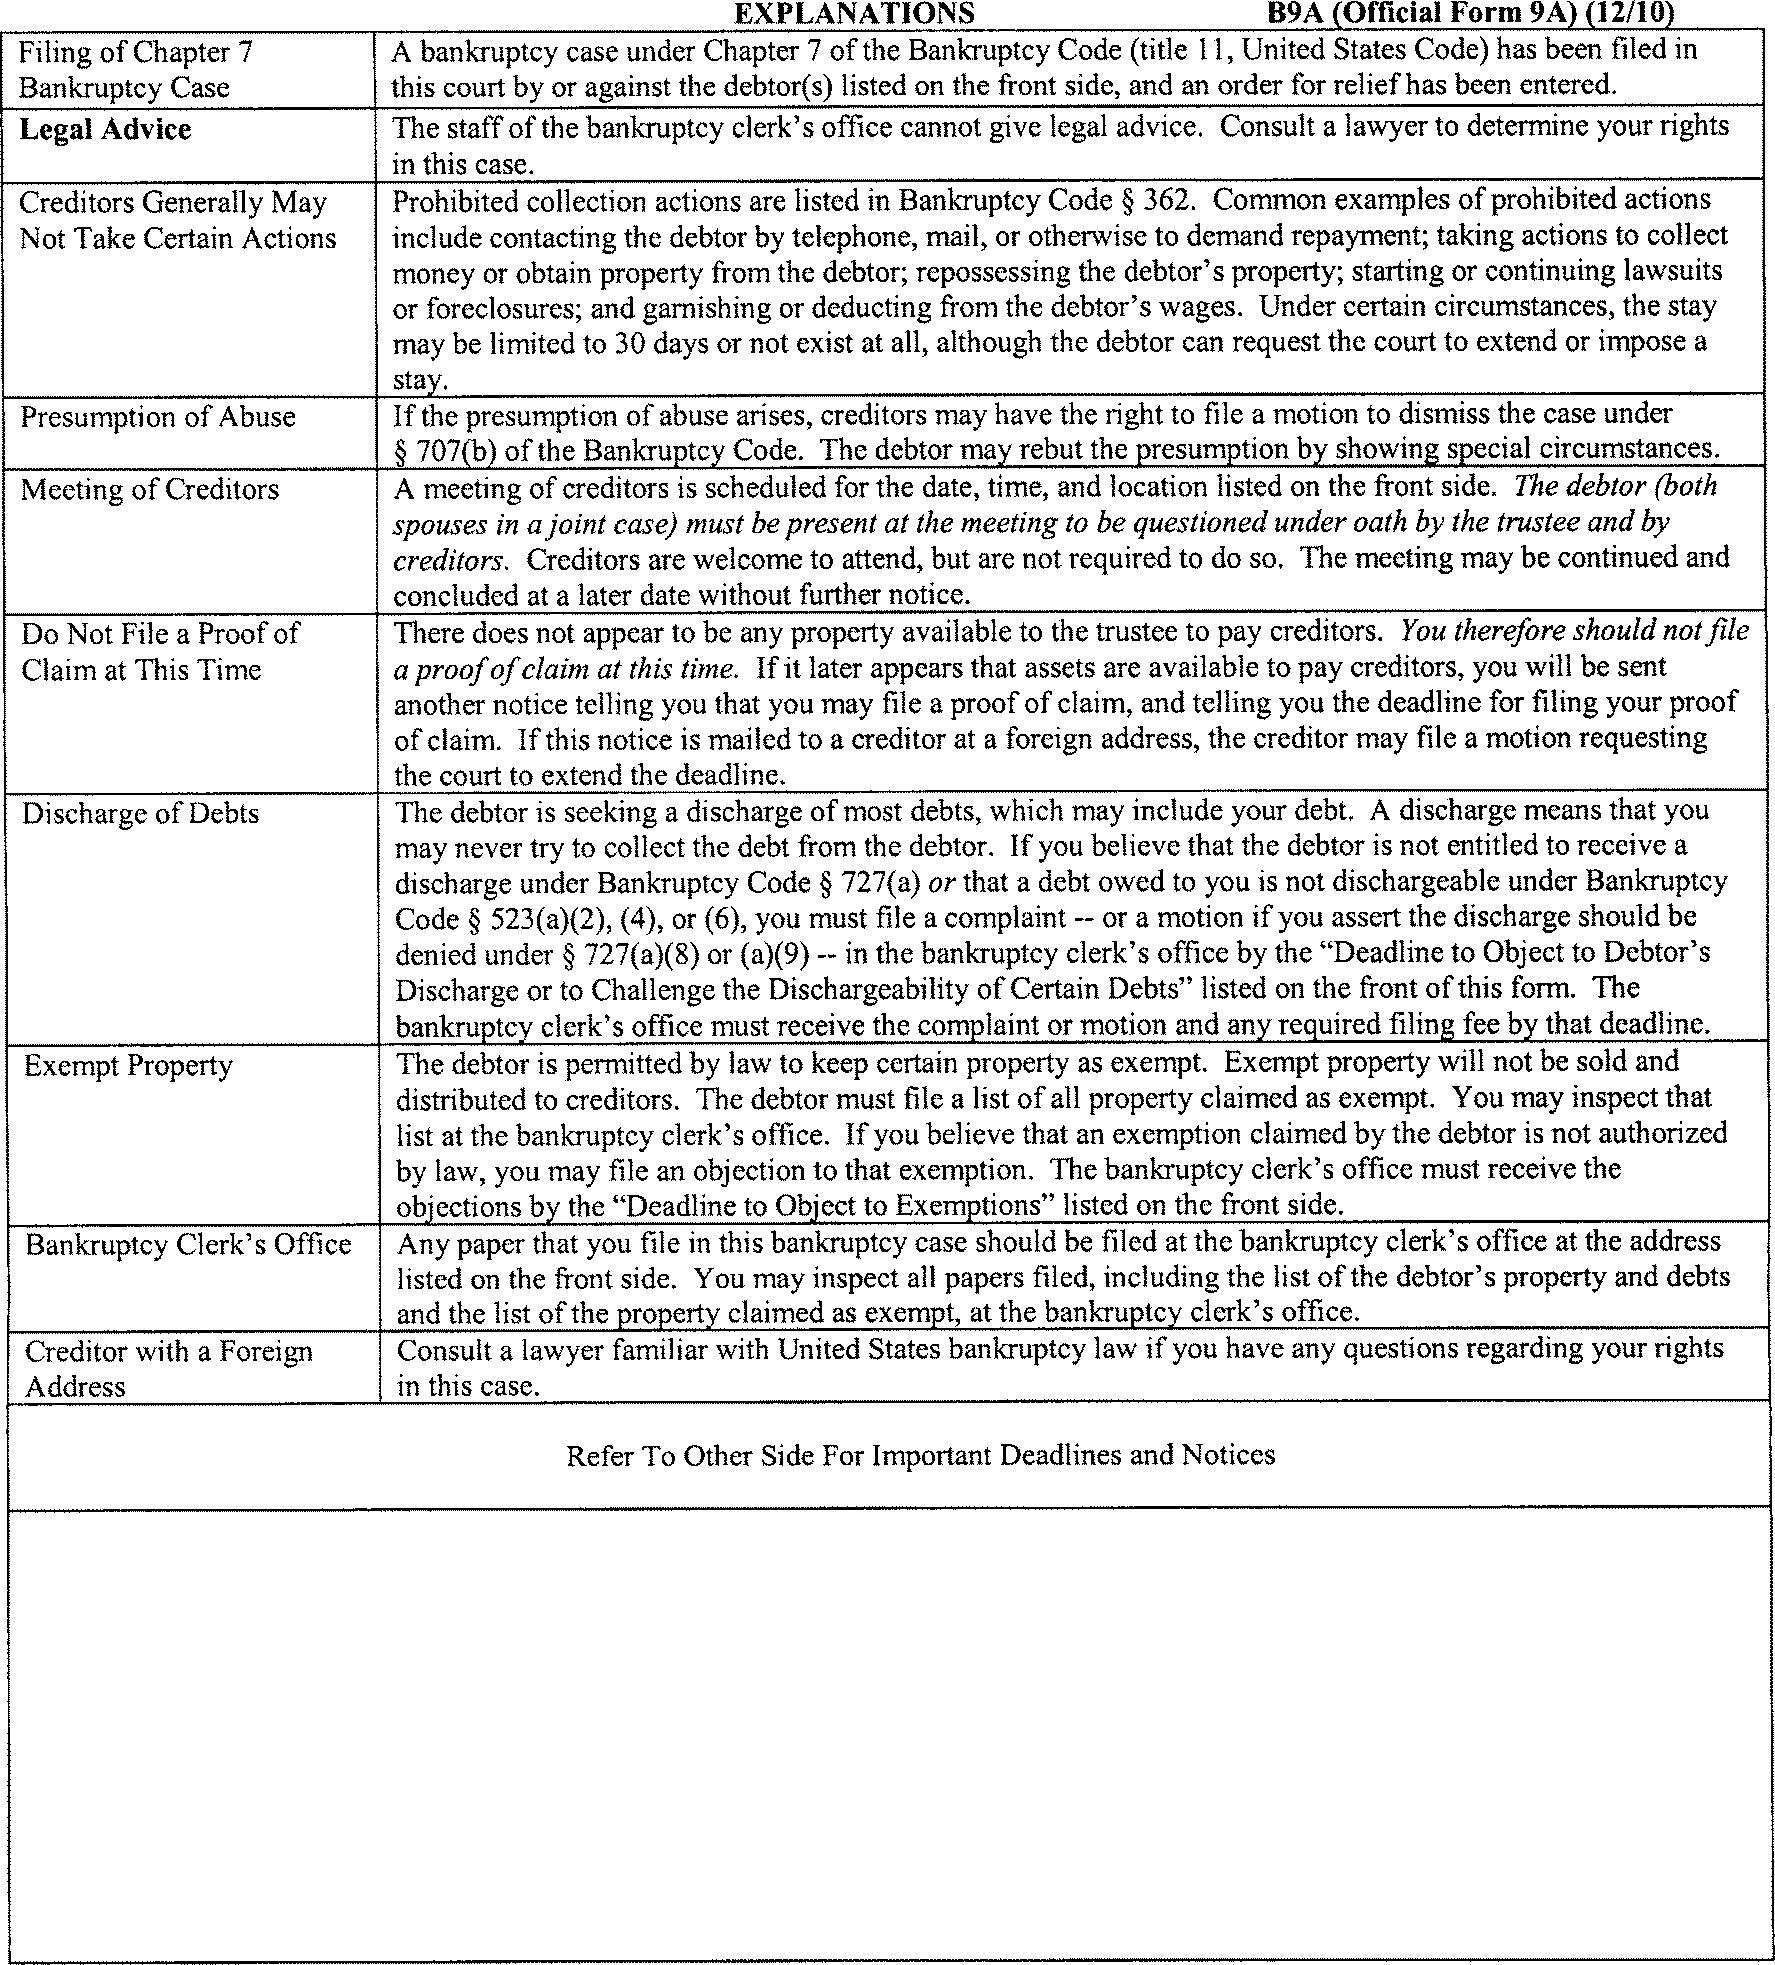 EXPLANATIONS B9A (Official Form 9A) (12/10)
Filing of Chapter 7
Bankruptcy Case
A bankruptcy case under Chapter 7 of the Bankruptcy Code (title 11, United States Code) has been filed in
this court by or against the debtor(s) listed on the front side, and an order for relief has been entered.
Legal Advice
The staff of the bankruptcy clerk's office cannot give legal advice. Consult a lawyer to determine your rights
in this case.
Creditors Generally May
Not Take Certain Actions
Prohibited collection actions are listed in Bankruptcy Code § 362. Common examples of prohibited actions
include contacting the debtor by telephone, mail, or otherwise to demand repayment; taking actions to collect
money or obtain property from the debtor; repossessing the debtor's property; starting or continuing lawsuits
or foreclosures; and garnishing or deducting from the debtor's wages. Under certain circumstances, the stay
may be limited to 30 days or not exist at all, although the debtor can request the court to extend or impose a
stay.
Presumption of Abuse
If the presumption of abuse arises, creditors may have the right to file a motion to dismiss the case under
§ 707(b) of the Bankruptcy Code. The debtor may rebut the presumption by showing special circumstances.
Meeting of Creditors
A meeting of creditors is scheduled for the date, time, and location listed on the front side. The debtor (both
spouses in a joint case) must be present at the meeting to be questioned under oath by the trustee and by
creditors. Creditors are welcome to attend, but are not required to do so. The meeting may be continued and
concluded at a later date without further notice.
Do Not File a Proof of
Claim at This Time
There does not appear to be any property available to the trustee to pay creditors. You therefore should not file
a proof of claim at this time. If it later appears that assets are available to pay creditors, you will be sent
another notice telling you that you may file a proof of claim, and telling you the deadline for filing your proof
of claim. If this notice is mailed to a creditor at a foreign address, the creditor may file a motion requesting
the court to extend the deadline.
Discharge of Debts
The debtor is seeking a discharge of most debts, which may include your debt. A discharge means that you
may never try to collect the debt from the debtor. If you believe that the debtor is not entitled to receive a
discharge under Bankruptcy Code § 727(a) or that a debt owed to you is not dischargeable under Bankruptcy
Code § 523(a)(2), (4), or (6), you must file a complaint -- or a motion if you assert the discharge should be
denied under § 727(a)(8) or (a)(9) -- in the bankruptcy clerk's office by the "Deadline to Object to Debtor's
Discharge or to Challenge the Dischargeability of Certain Debts" listed on the front of this form. The
bankruptcy clerk's office must receive the complaint or motion and any required filing fee by that deadline.
Exempt Property
The debtor is permitted by law to keep certain property as exempt. Exempt property will not be sold and
distributed to creditors. The debtor must file a list of all property claimed as exempt. You may inspect that
list at the bankruptcy clerk's office. If you believe that an exemption claimed by the debtor is not authorized
by law, you may file an objection to that exemption. The bankruptcy clerk's office must receive the
objections by the "Deadline to Object to Exemptions" listed on the front side.
Bankruptcy Clerk's Office
Any paper that you file in this bankruptcy case should be filed at the bankruptcy clerk's office at the address
listed on the front side. You may inspect all papers filed, including the list of the debtor's property and debts
and the list of the property claimed as exempt, at the bankruptcy clerk's office.
Creditor with a Foreign
Address
Consult a lawyer familiar with United States bankruptcy law if you have any questions regarding your rights
in this case.
Refer To Other Side For Important Deadlines and Notices